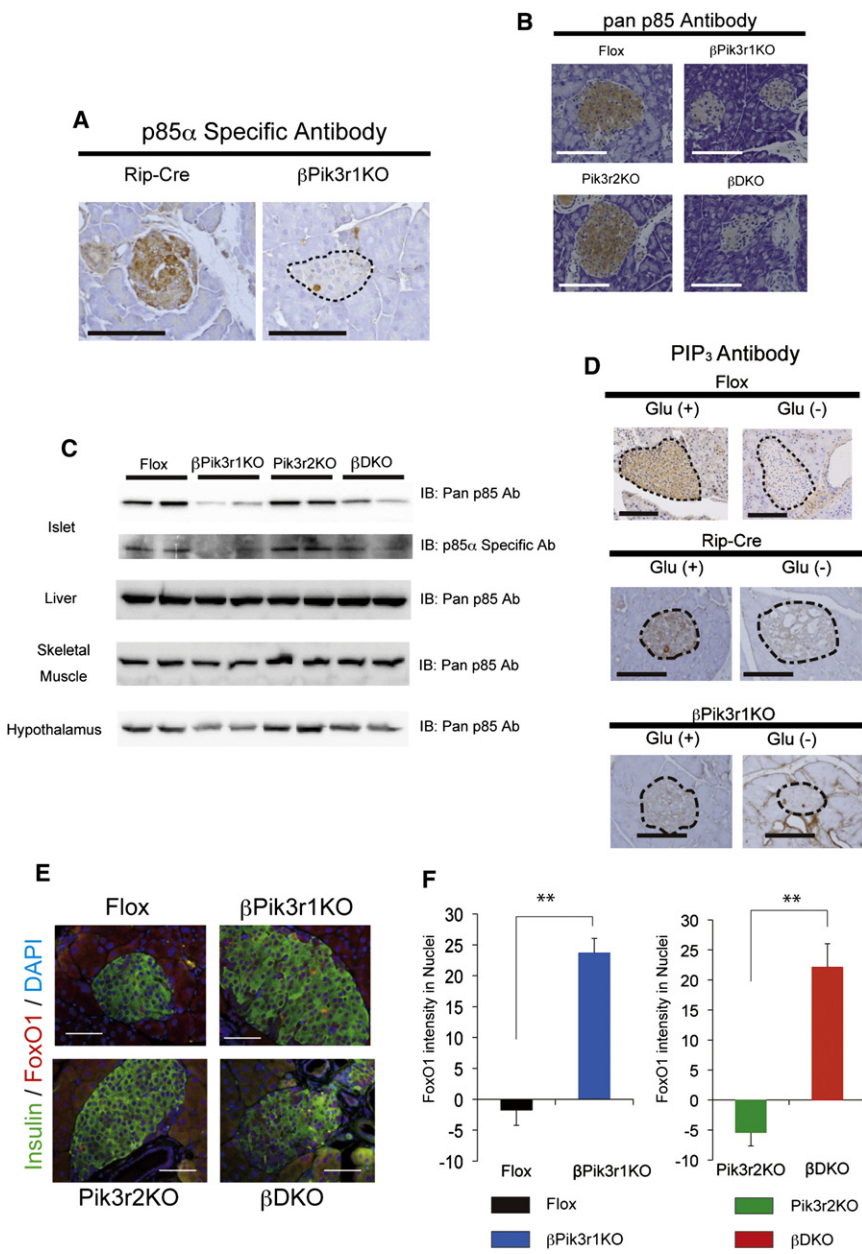 A
p85α Specific Antibody
Rip-Cre βPik3r1KO
B
pan p85 Antibody
Flox βPik3r1KO
Pik3r2KO βDKO
C
Flox βPik3r1KO Pik3r2KO βDKO
Islet
IB: Pan p85 Ab
IB: p85α Specific Ab
Liver
IB: Pan p85 Ab
Skeletal
Muscle
IB: Pan p85 Ab
Hypothalamus
IB: Pan p85 Ab
D
PIP₃ Antibody
Flox
Glu (+) Glu (-)
Rip-Cre
Glu (+) Glu (-)
βPik3r1KO
Glu (+) Glu (-)
E
Insulin / FoxO1 / DAPI
Flox βPik3r1KO
Pik3r2KO βDKO
F
FoxO1 intensity in Nuclei
30
25
20
15
10
5
0
-5
-10
**
Flox βPik3r1KO
Flox
βPik3r1KO
FoxO1 intensity in Nuclei
30
25
20
15
10
5
0
-5
-10
**
Pik3r2KO βDKO
Pik3r2KO
βDKO